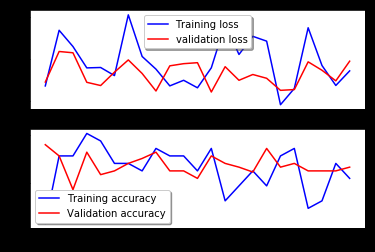 Training loss
validation loss
Training accuracy
Validation accuracy